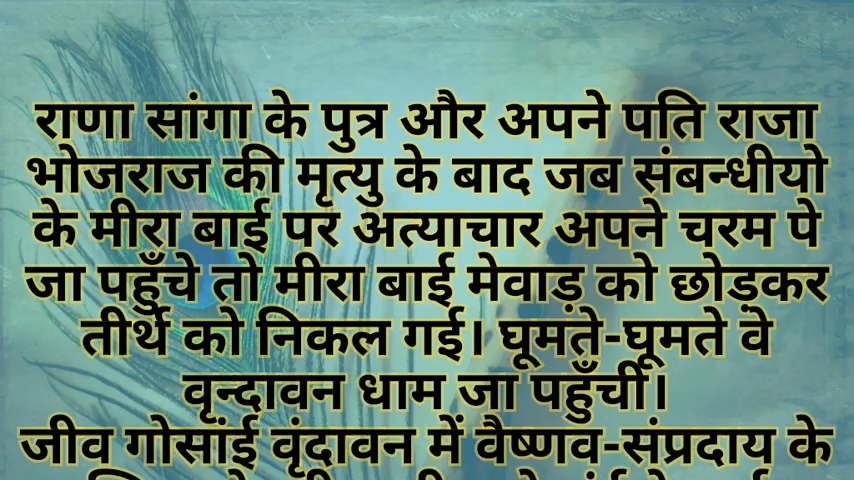 राणा सांगा के पुत्र और अपने पति राजा
भोजराज की मृत्यु के बाद जब संबन्धीयो
के मीरा बाई पर अत्याचार अपने चरम पे
जा पहुँचे तो मीरा बाई मेवाड़ को छोड़कर
तीर्थ को निकल गई। घूमते-घूमते वे
वृन्दावन धाम जा पहुँची।
जीव गोसांई वृंदावन में वैष्णव-संप्रदाय के